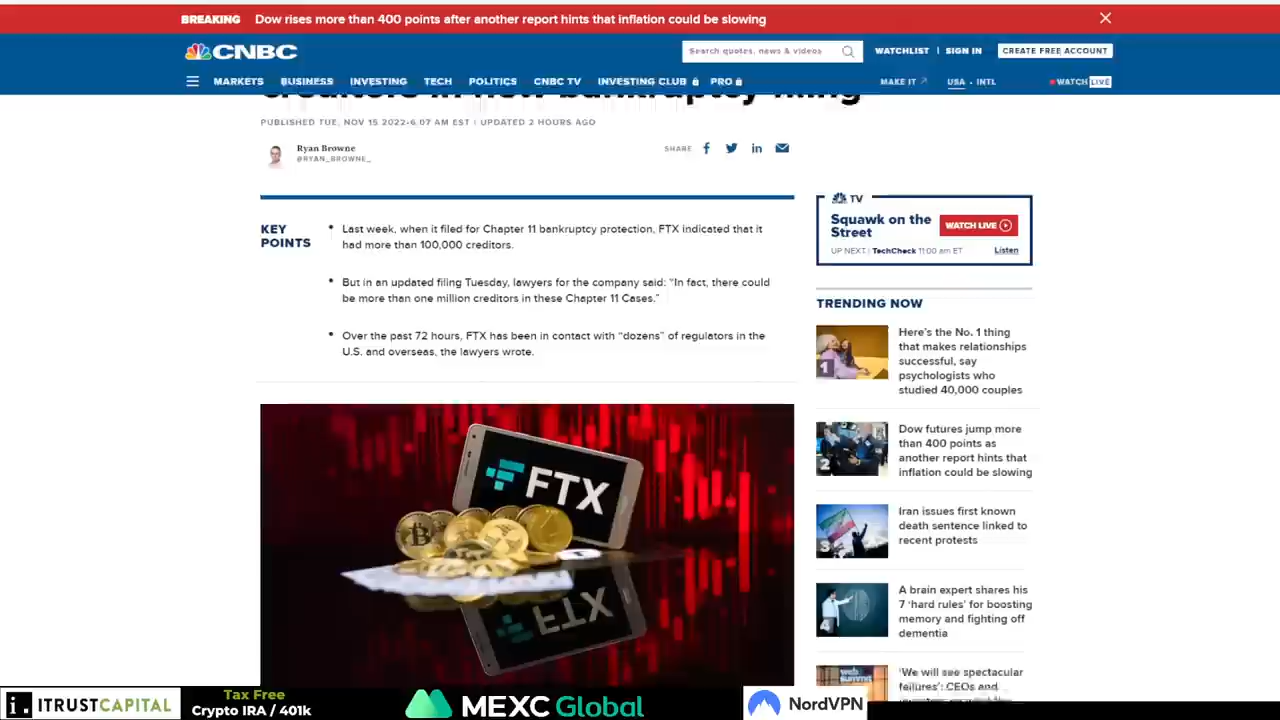 BREAKING Dow rises more than 400 points after another report hints that inflation could be slowing
CNBC
Search quotes, news & videos
WATCHLIST | SIGN IN
CREATE FREE ACCOUNT
MARKETS BUSINESS INVESTING TECH POLITICS CNBC TV INVESTING CLUB PRO
MAKE IT
USA • INTL
WATCH LIVE
creditors in new bankruptcy filing
PUBLISHED TUE, NOV 15 2022•6:07 AM EST | UPDATED 2 HOURS AGO
Ryan Browne
@RYAN_BROWNE_
SHARE
KEY
POINTS
• Last week, when it filed for Chapter 11 bankruptcy protection, FTX indicated that it
had more than 100,000 creditors.
• But in an updated filing Tuesday, lawyers for the company said: “In fact, there could
be more than one million creditors in these Chapter 11 Cases.”
• Over the past 72 hours, FTX has been in contact with “dozens” of regulators in the
U.S. and overseas, the lawyers wrote.
FTX
TV
Squawk on the
Street
WATCH LIVE
UP NEXT | TechCheck 11:00 am ET
Listen
TRENDING NOW
1
Here’s the No. 1 thing
that makes relationships
successful, say
psychologists who
studied 40,000 couples
2
Dow futures jump more
than 400 points as
another report hints that
inflation could be slowing
3
Iran issues first known
death sentence linked to
recent protests
A brain expert shares his
7 ‘hard rules’ for boosting
memory and fighting off
dementia
web
summit
‘We will see spectacular
failures’: CEOs and
i. ITRUSTCAPITAL
Tax Free
Crypto IRA / 401k
MEXC Global
NordVPN